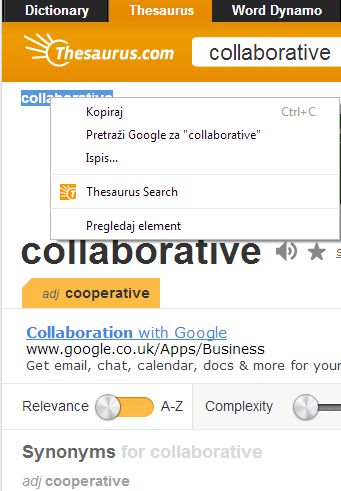 Dictionary Thesaurus Word Dynamo
Thesaurus.com collaborative
collaborative
Kopiraj Ctrl+C
Pretraži Google za "collaborative"
Ispis...
Thesaurus Search
Pregledaj element
collaborative
adj cooperative
Collaboration with Google
www.google.co.uk/Apps/Business
Get email, chat, calendar, docs & more for your
Relevance A-Z Complexity
Synonyms for collaborative
adj cooperative